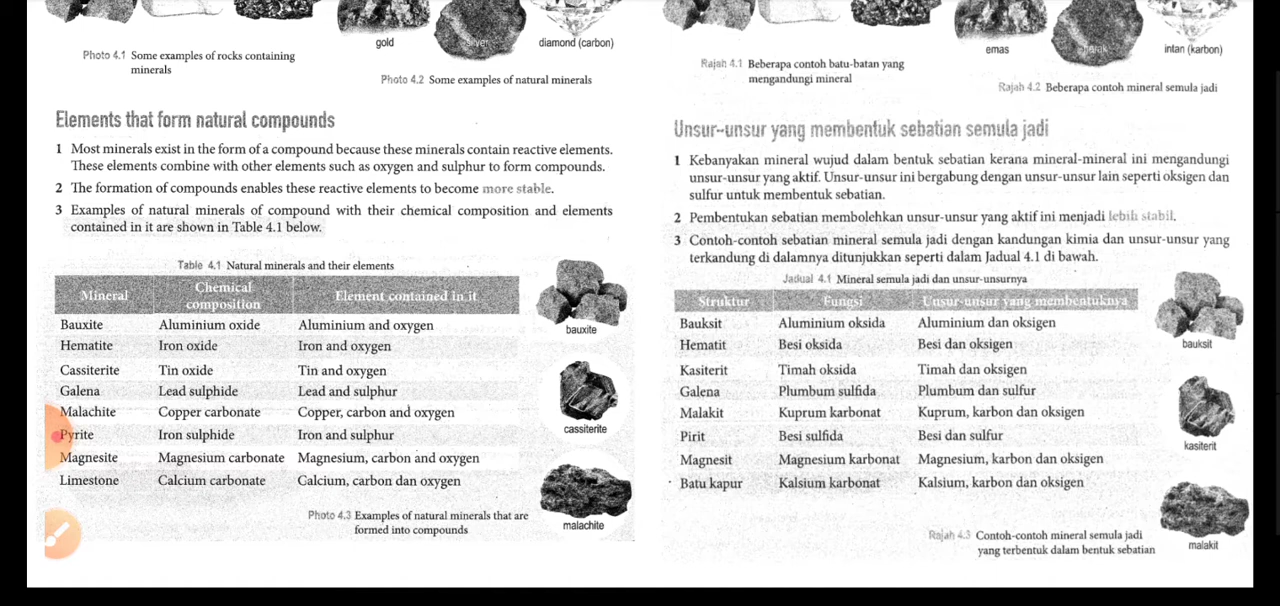 gold
silver
diamond (carbon)
Photo 4.1 Some examples of rocks containing
minerals
Photo 4.2 Some examples of natural minerals
Elements that form natural compounds
1 Most minerals exist in the form of a compound because these minerals contain reactive elements.
These elements combine with other elements such as oxygen and sulphur to form compounds.
2 The formation of compounds enables these reactive elements to become more stable.
3 Examples of natural minerals of compound with their chemical composition and elements
contained in it are shown in Table 4.1 below.
Table 4.1 Natural minerals and their elements
Mineral Chemical composition Element contained in it
Bauxite Aluminium oxide Aluminium and oxygen
Hematite Iron oxide Iron and oxygen
Cassiterite Tin oxide Tin and oxygen
Galena Lead sulphide Lead and sulphur
Malachite Copper carbonate Copper, carbon and oxygen
Pyrite Iron sulphide Iron and sulphur
Magnesite Magnesium carbonate Magnesium, carbon and oxygen
Limestone Calcium carbonate Calcium, carbon dan oxygen
bauxite
cassiterite
malachite
Photo 4.3 Examples of natural minerals that are
formed into compounds
emas
perak
intan (karbon)
Rajah 4.1 Beberapa contoh batu-batan yang
mengandungi mineral
Rajah 4.2 Beberapa contoh mineral semula jadi
Unsur-unsur yang membentuk sebatian semula jadi
1 Kebanyakan mineral wujud dalam bentuk sebatian kerana mineral-mineral ini mengandungi
unsur-unsur yang aktif. Unsur-unsur ini bergabung dengan unsur-unsur lain seperti oksigen dan
sulfur untuk membentuk sebatian.
2 Pembentukan sebatian membolehkan unsur-unsur yang aktif ini menjadi lebih stabil.
3 Contoh-contoh sebatian mineral semula jadi dengan kandungan kimia dan unsur-unsur yang
terkandung di dalamnya ditunjukkan seperti dalam Jadual 4.1 di bawah.
Jadual 4.1 Mineral semula jadi dan unsur-unsurnya
Struktur Fungsi Unsur-unsur yang membentuknya
Bauksit Aluminium oksida Aluminium dan oksigen
Hematit Besi oksida Besi dan oksigen
Kasiterit Timah oksida Timah dan oksigen
Galena Plumbum sulfida Plumbum dan sulfur
Malakit Kuprum karbonat Kuprum, karbon dan oksigen
Pirit Besi sulfida Besi dan sulfur
Magnesit Magnesium karbonat Magnesium, karbon dan oksigen
Batu kapur Kalsium karbonat Kalsium, karbon dan oksigen
bauksit
kasiterit
malakit
Rajah 4.3 Contoh-contoh mineral semula jadi
yang terbentuk dalam bentuk sebatian